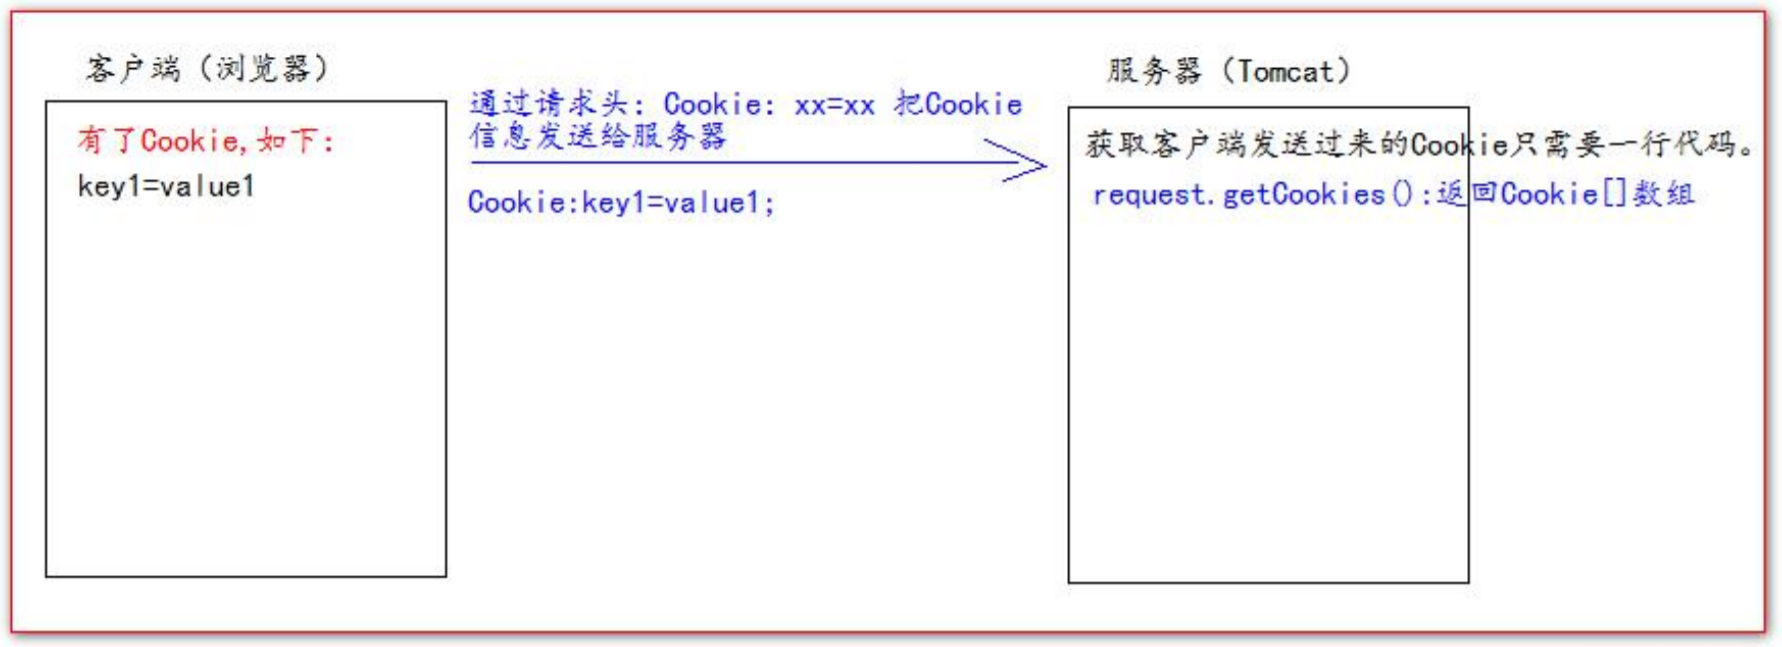 客户端（浏览器）
有了Cookie,如下：
key1=value1
通过请求头：Cookie：xx=xx 把Cookie
信息发送给服务器
Cookie:key1=value1;
服务器（Tomcat）
获取客户端发送过来的Cookie只需要一行代码。
request.getCookies():返回Cookie[]数组